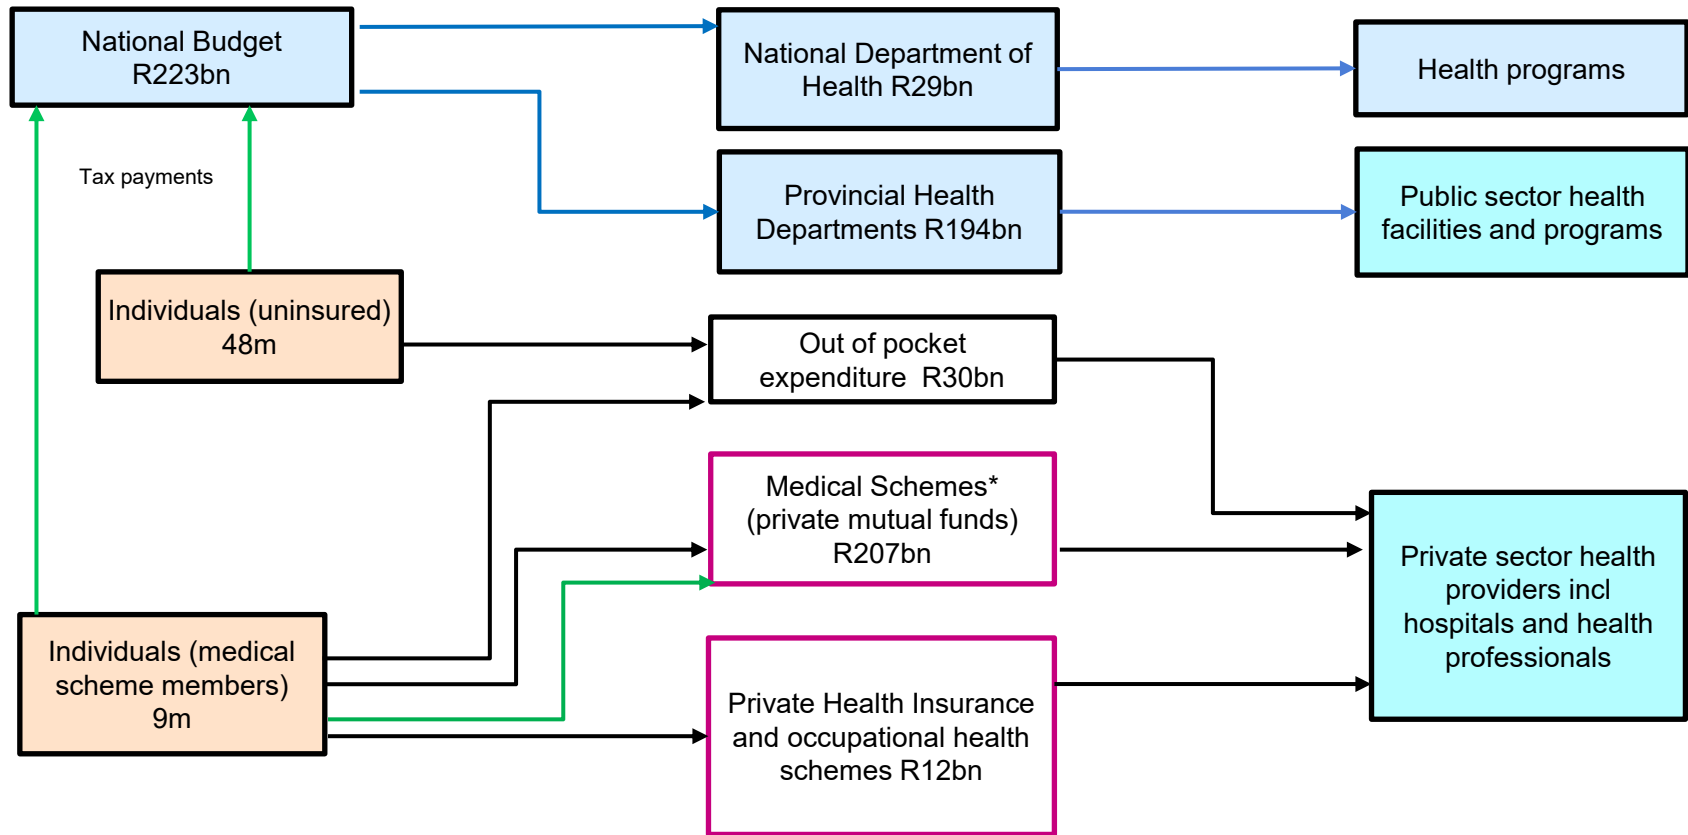 National Budget
R223bn
National Department of
Health R29bn
Health programs
Tax payments
Provincial Health
Departments R194bn
Public sector health
facilities and programs
Individuals (uninsured)
48m
Out of pocket
expenditure  R30bn
Medical Schemes*
(private mutual funds)
R207bn
Private sector health
providers incl
hospitals and health
professionals
Individuals (medical
scheme members)
9m
Private Health Insurance
and occupational health
schemes R12bn